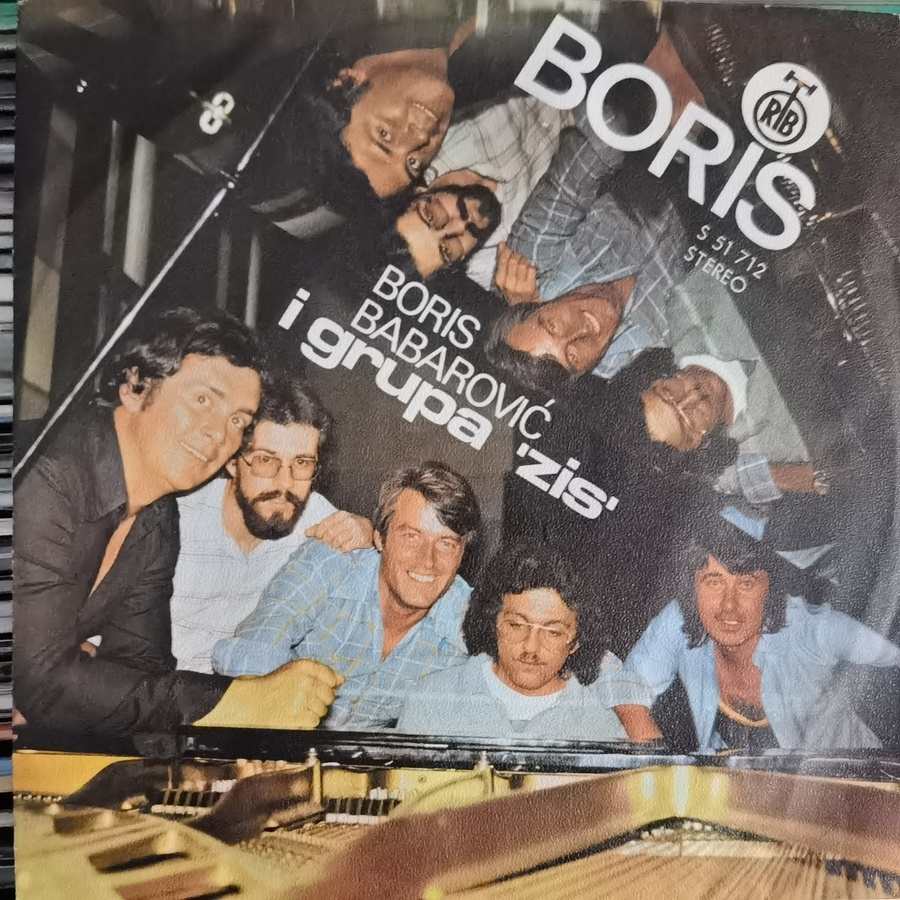 BORIS
RTB
S 51 712
STEREO
BORIS
BABAROVIĆ
i grupa 'zis'